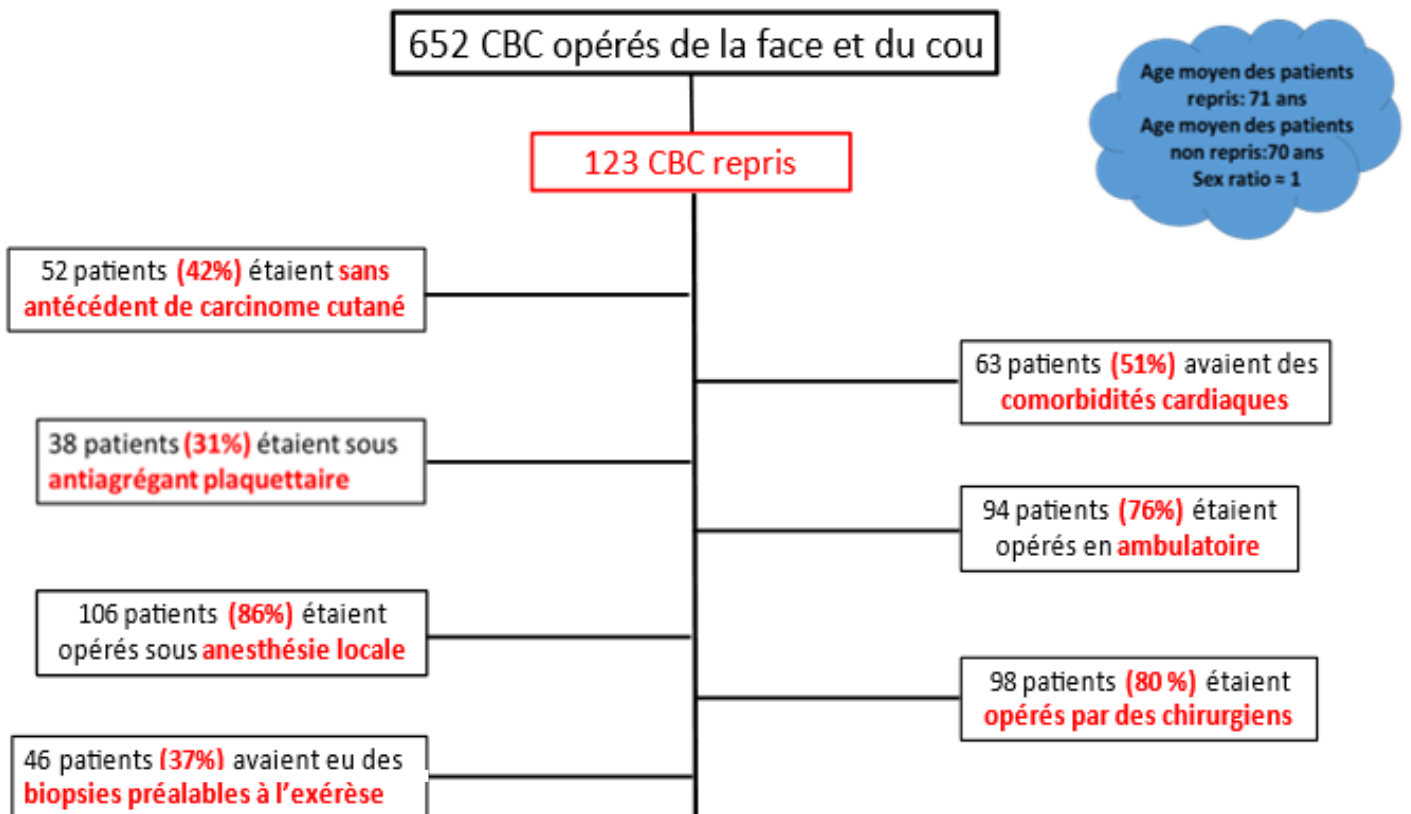 652 CBC opérés de la face et du cou
Age moyen des patients
repris: 71 ans
Age moyen des patients
non repris:70 ans
Sex ratio = 1
123 CBC repris
52 patients (42%) étaient sans
antécédent de carcinome cutané
63 patients (51%) avaient des
comorbidités cardiaques
38 patients (31%) étaient sous
antiagrégant plaquettaire
94 patients (76%) étaient
opérés en ambulatoire
106 patients (86%) étaient
opérés sous anesthésie locale
98 patients (80 %) étaient
opérés par des chirurgiens
46 patients (37%) avaient eu des
biopsies préalables à l'exérèse